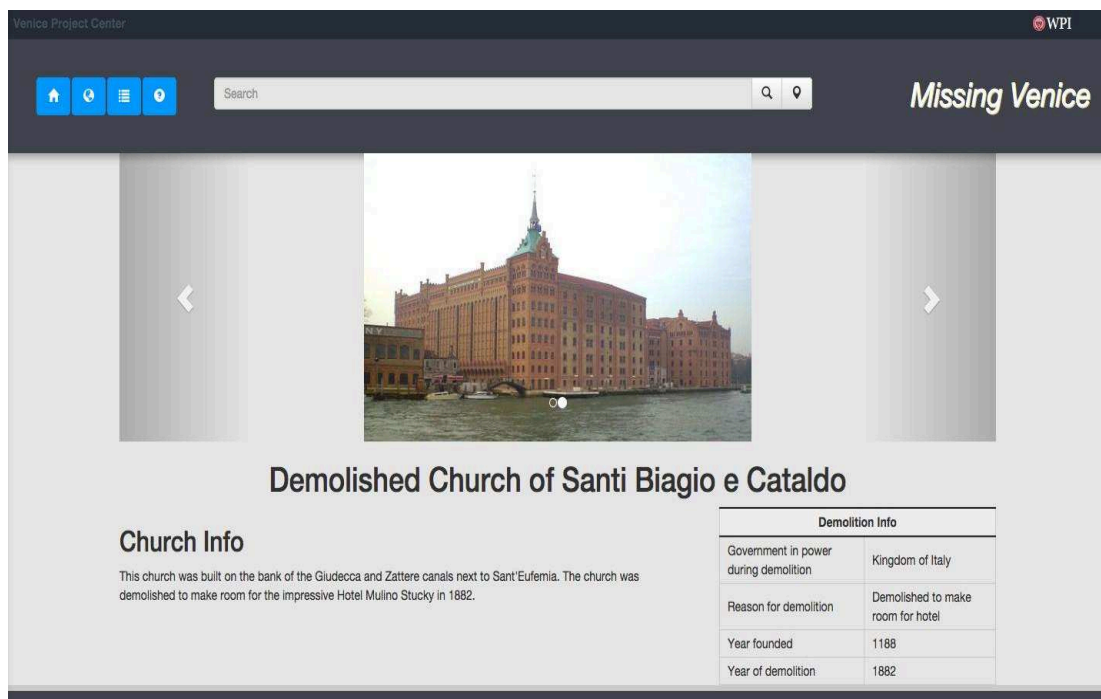 Venice Project Center
WPI
Search
Missing Venice
NY
Demolished Church of Santi Biagio e Cataldo
Church Info
This church was built on the bank of the Giudecca and Zattere canals next to Sant'Eufemia. The church was
demolished to make room for the impressive Hotel Mulino Stucky in 1882.
Demolition Info
Government in power
during demolition
Kingdom of Italy
Reason for demolition
Demolished to make
room for hotel
Year founded
1188
Year of demolition
1882